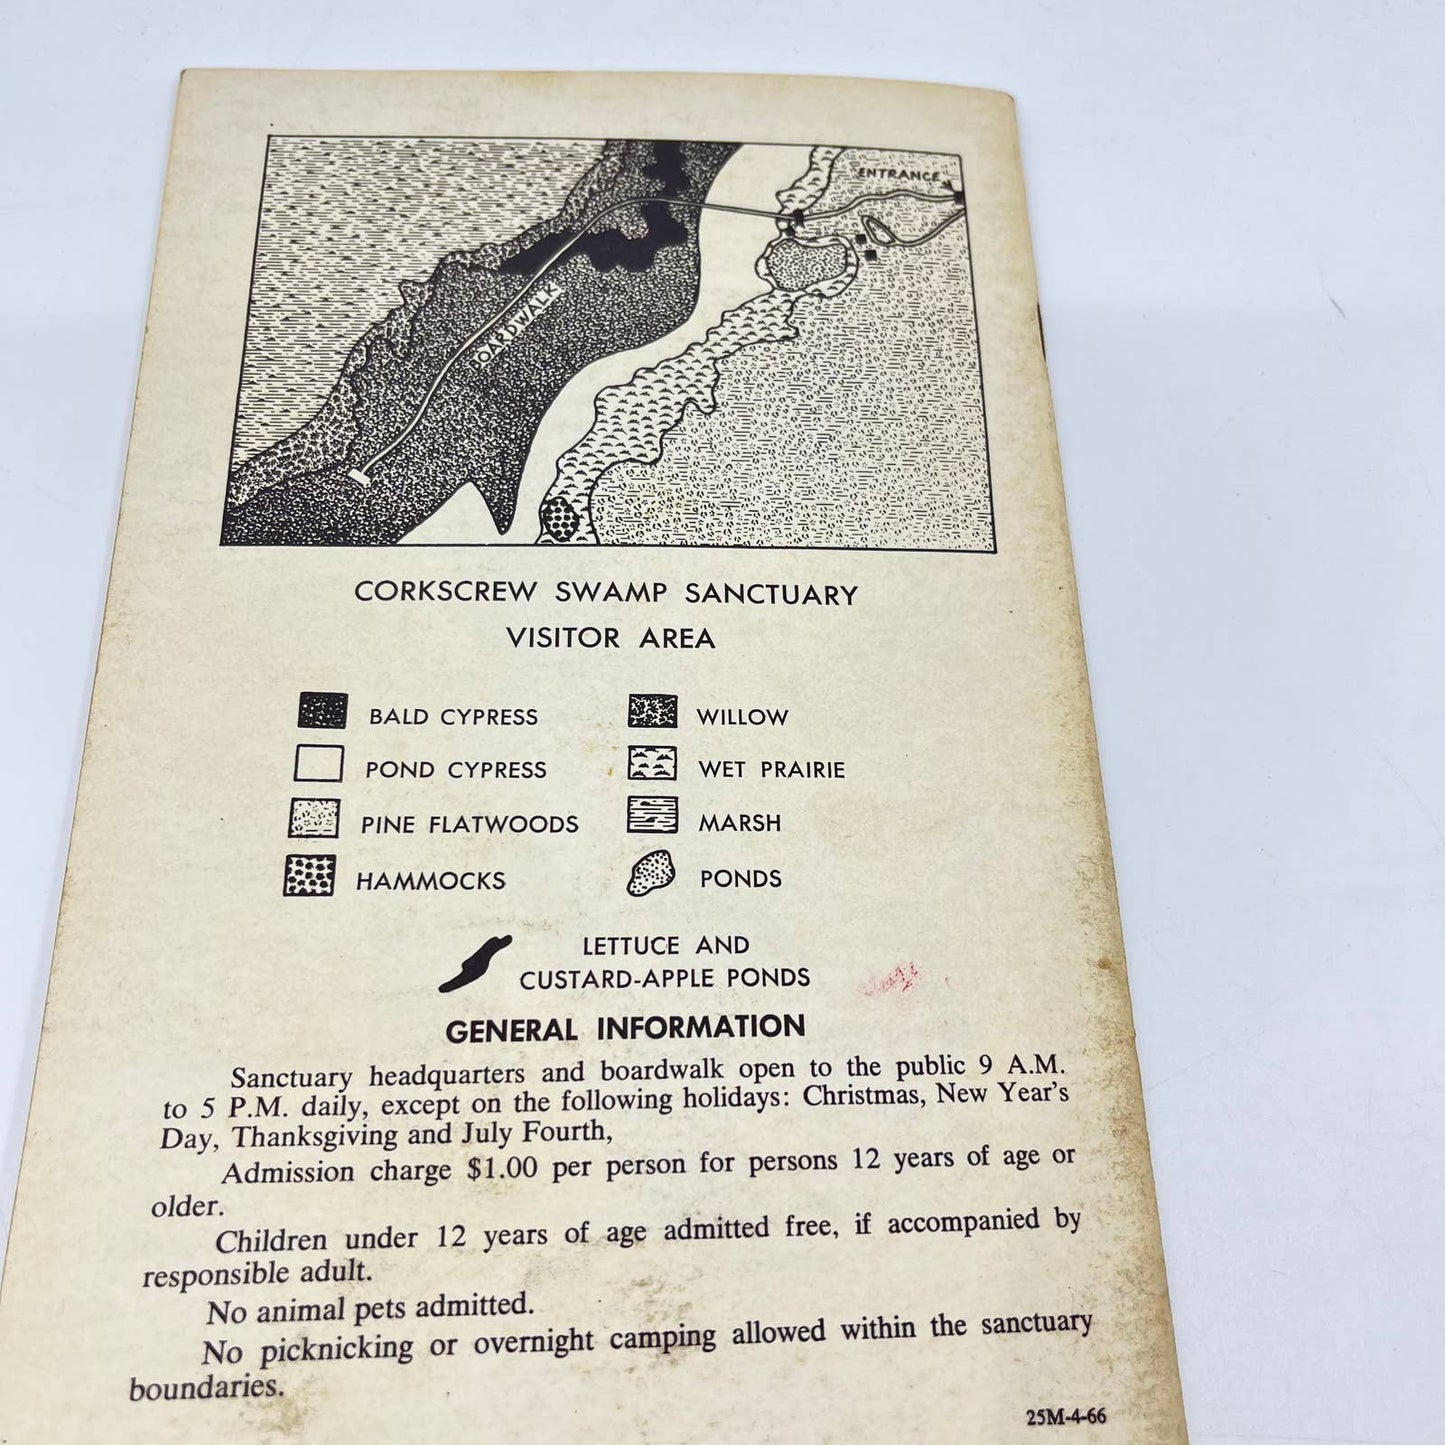 ENTRANCE
BOARDWALK
CORKSCREW SWAMP SANCTUARY
VISITOR AREA
BALD CYPRESS
WILLOW
POND CYPRESS
WET PRAIRIE
PINE FLATWOODS
MARSH
HAMMOCKS
PONDS
LETTUCE AND
CUSTARD-APPLE PONDS
GENERAL INFORMATION
Sanctuary headquarters and boardwalk open to the public 9 A.M.
to 5 P.M. daily, except on the following holidays: Christmas, New Year's
Day, Thanksgiving and July Fourth,
Admission charge $1.00 per person for persons 12 years of age or
older.
Children under 12 years of age admitted free, if accompanied by
responsible adult.
No animal pets admitted.
No picknicking or overnight camping allowed within the sanctuary
boundaries.
25M-4-66